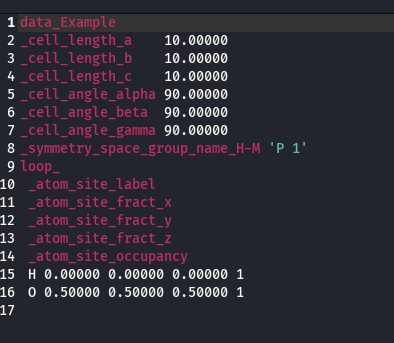 1 data_Example
2 _cell_length_a    10.00000
3 _cell_length_b    10.00000
4 _cell_length_c    10.00000
5 _cell_angle_alpha 90.00000
6 _cell_angle_beta  90.00000
7 _cell_angle_gamma 90.00000
8 _symmetry_space_group_name_H-M 'P 1'
9 loop_
10  _atom_site_label
11  _atom_site_fract_x
12  _atom_site_fract_y
13  _atom_site_fract_z
14  _atom_site_occupancy
15  H 0.00000 0.00000 0.00000 1
16  O 0.50000 0.50000 0.50000 1
17